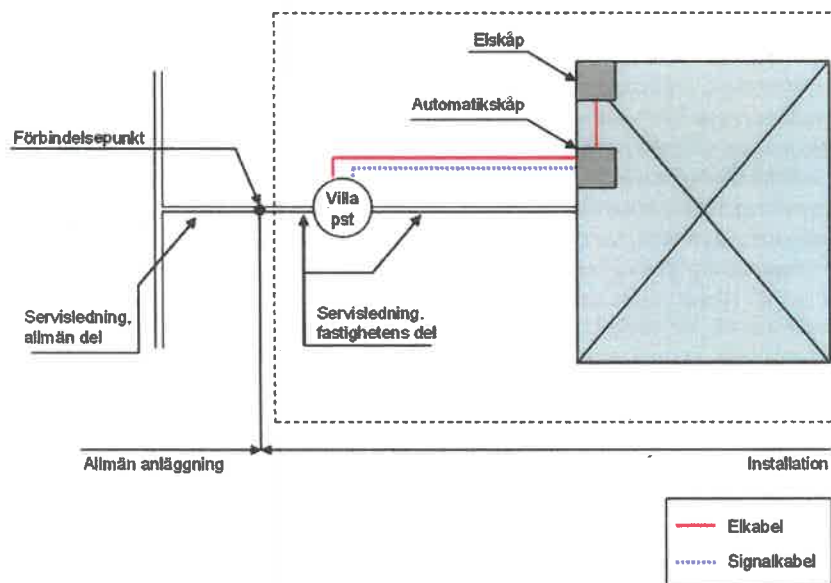 Elskåp
Automatikskåp
Förbindelsepunkt
Villa
pst
Servisledning,
allmän del
Servisledning.
fastighetens del
Allmän anläggning
Installation
Elkabel
Signalkabel